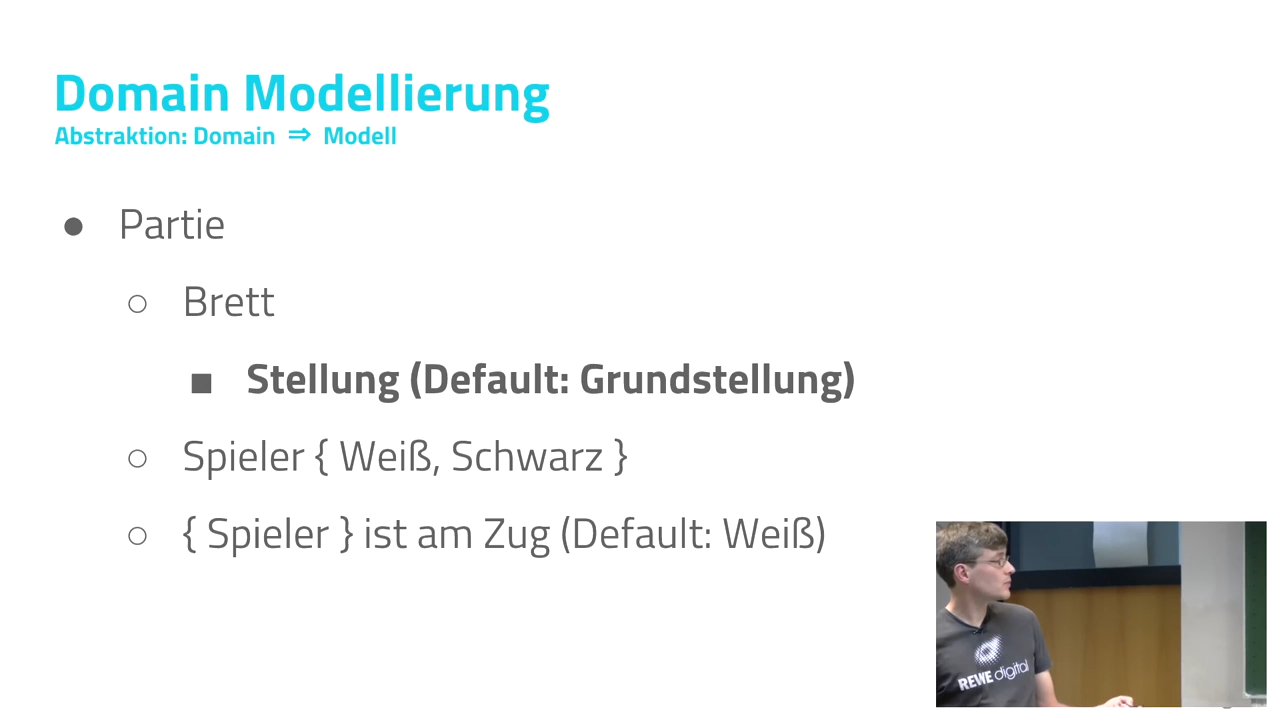 Domain Modellierung
Abstraktion: Domain ⇒ Modell
● Partie
○ Brett
■ Stellung (Default: Grundstellung)
○ Spieler { Weiß, Schwarz }
○ { Spieler } ist am Zug (Default: Weiß)
REWE digital